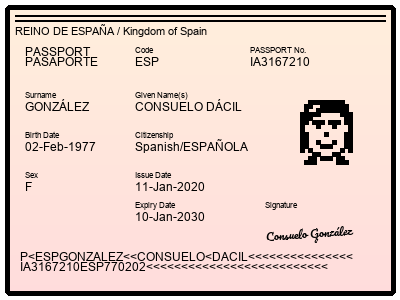 REINO DE ESPAÑA / Kingdom of Spain
PASSPORT
PASAPORTE
Code
ESP
PASSPORT No.
IA3167210
Surname
GONZÁLEZ
Given Name(s)
CONSUELO DÁCIL
Birth Date
02-Feb-1977
Citizenship
Spanish/ESPAÑOLA
Sex
F
Issue Date
11-Jan-2020
Expiry Date
10-Jan-2030
Signature
Consuelo González
P<ESPGONZALEZ<<CONSUELO<DACIL<<<<<<<<<<<<<<<
IA3167210ESP770202<<<<<<<<<<<<<<<<<<<<<<<<<<